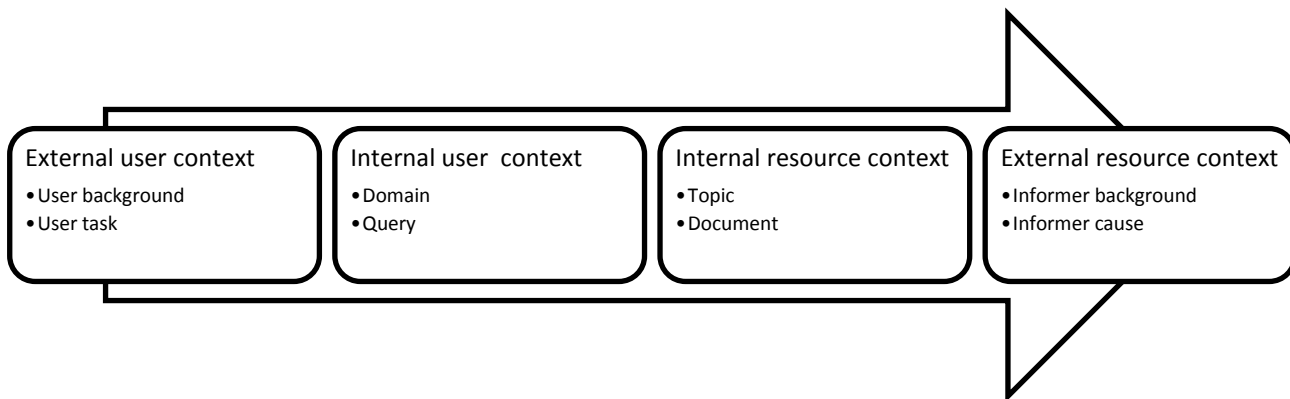 External user context
•User background
•User task
Internal user  context
•Domain
•Query
Internal resource context
•Topic
•Document
External resource context
•Informer background
•Informer cause